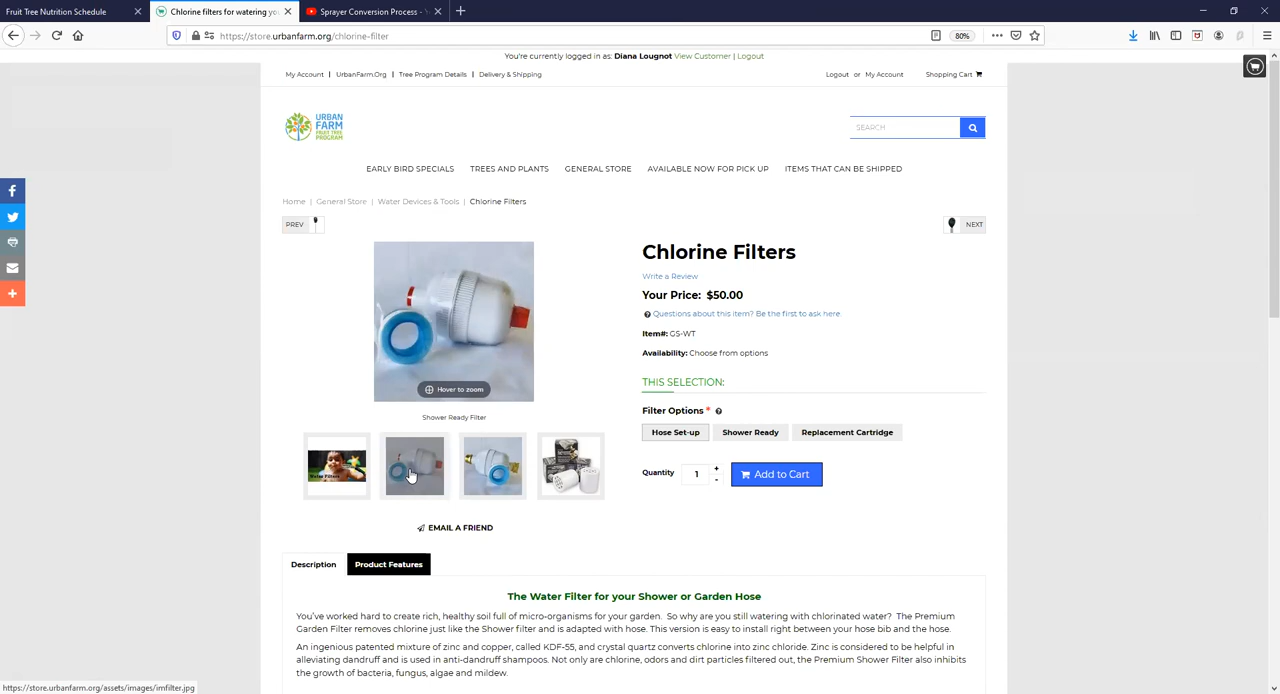 Fruit Tree Nutrition Schedule
Chlorine filters for watering you
Sprayer Conversion Process - Y
https://store.urbanfarm.org/chlorine-filter
80%
You're currently logged in as: Diana Lougnot View Customer | Logout
My Account | UrbanFarm.Org | Tree Program Details | Delivery & Shipping
Logout or My Account Shopping Cart
URBAN
FARM
FRUIT TREE
PROGRAM
SEARCH
EARLY BIRD SPECIALS TREES AND PLANTS GENERAL STORE AVAILABLE NOW FOR PICK UP ITEMS THAT CAN BE SHIPPED
Home | General Store | Water Devices & Tools | Chlorine Filters
PREV
NEXT
Chlorine Filters
Write a Review
Your Price: $50.00
Questions about this item? Be the first to ask here.
Item#: GS-WT
Availability: Choose from options
THIS SELECTION:
Filter Options *
Hose Set-up Shower Ready Replacement Cartridge
Quantity 1 + - Add to Cart
Hover to zoom
Shower Ready Filter
Water Filters
EMAIL A FRIEND
Description Product Features
The Water Filter for your Shower or Garden Hose
You've worked hard to create rich, healthy soil full of micro-organisms for your garden. So why are you still watering with chlorinated water? The Premium
Garden Filter removes chlorine just like the Shower filter and is adapted with hose. This version is easy to install right between your hose bib and the hose.
An ingenious patented mixture of zinc and copper, called KDF-55, and crystal quartz converts chlorine into zinc chloride. Zinc is considered to be helpful in
alleviating dandruff and is used in anti-dandruff shampoos. Not only are chlorine, odors and dirt particles filtered out, the Premium Shower Filter also inhibits
the growth of bacteria, fungus, algae and mildew.
https://store.urbanfarm.org/assets/images/imfilter.jpg